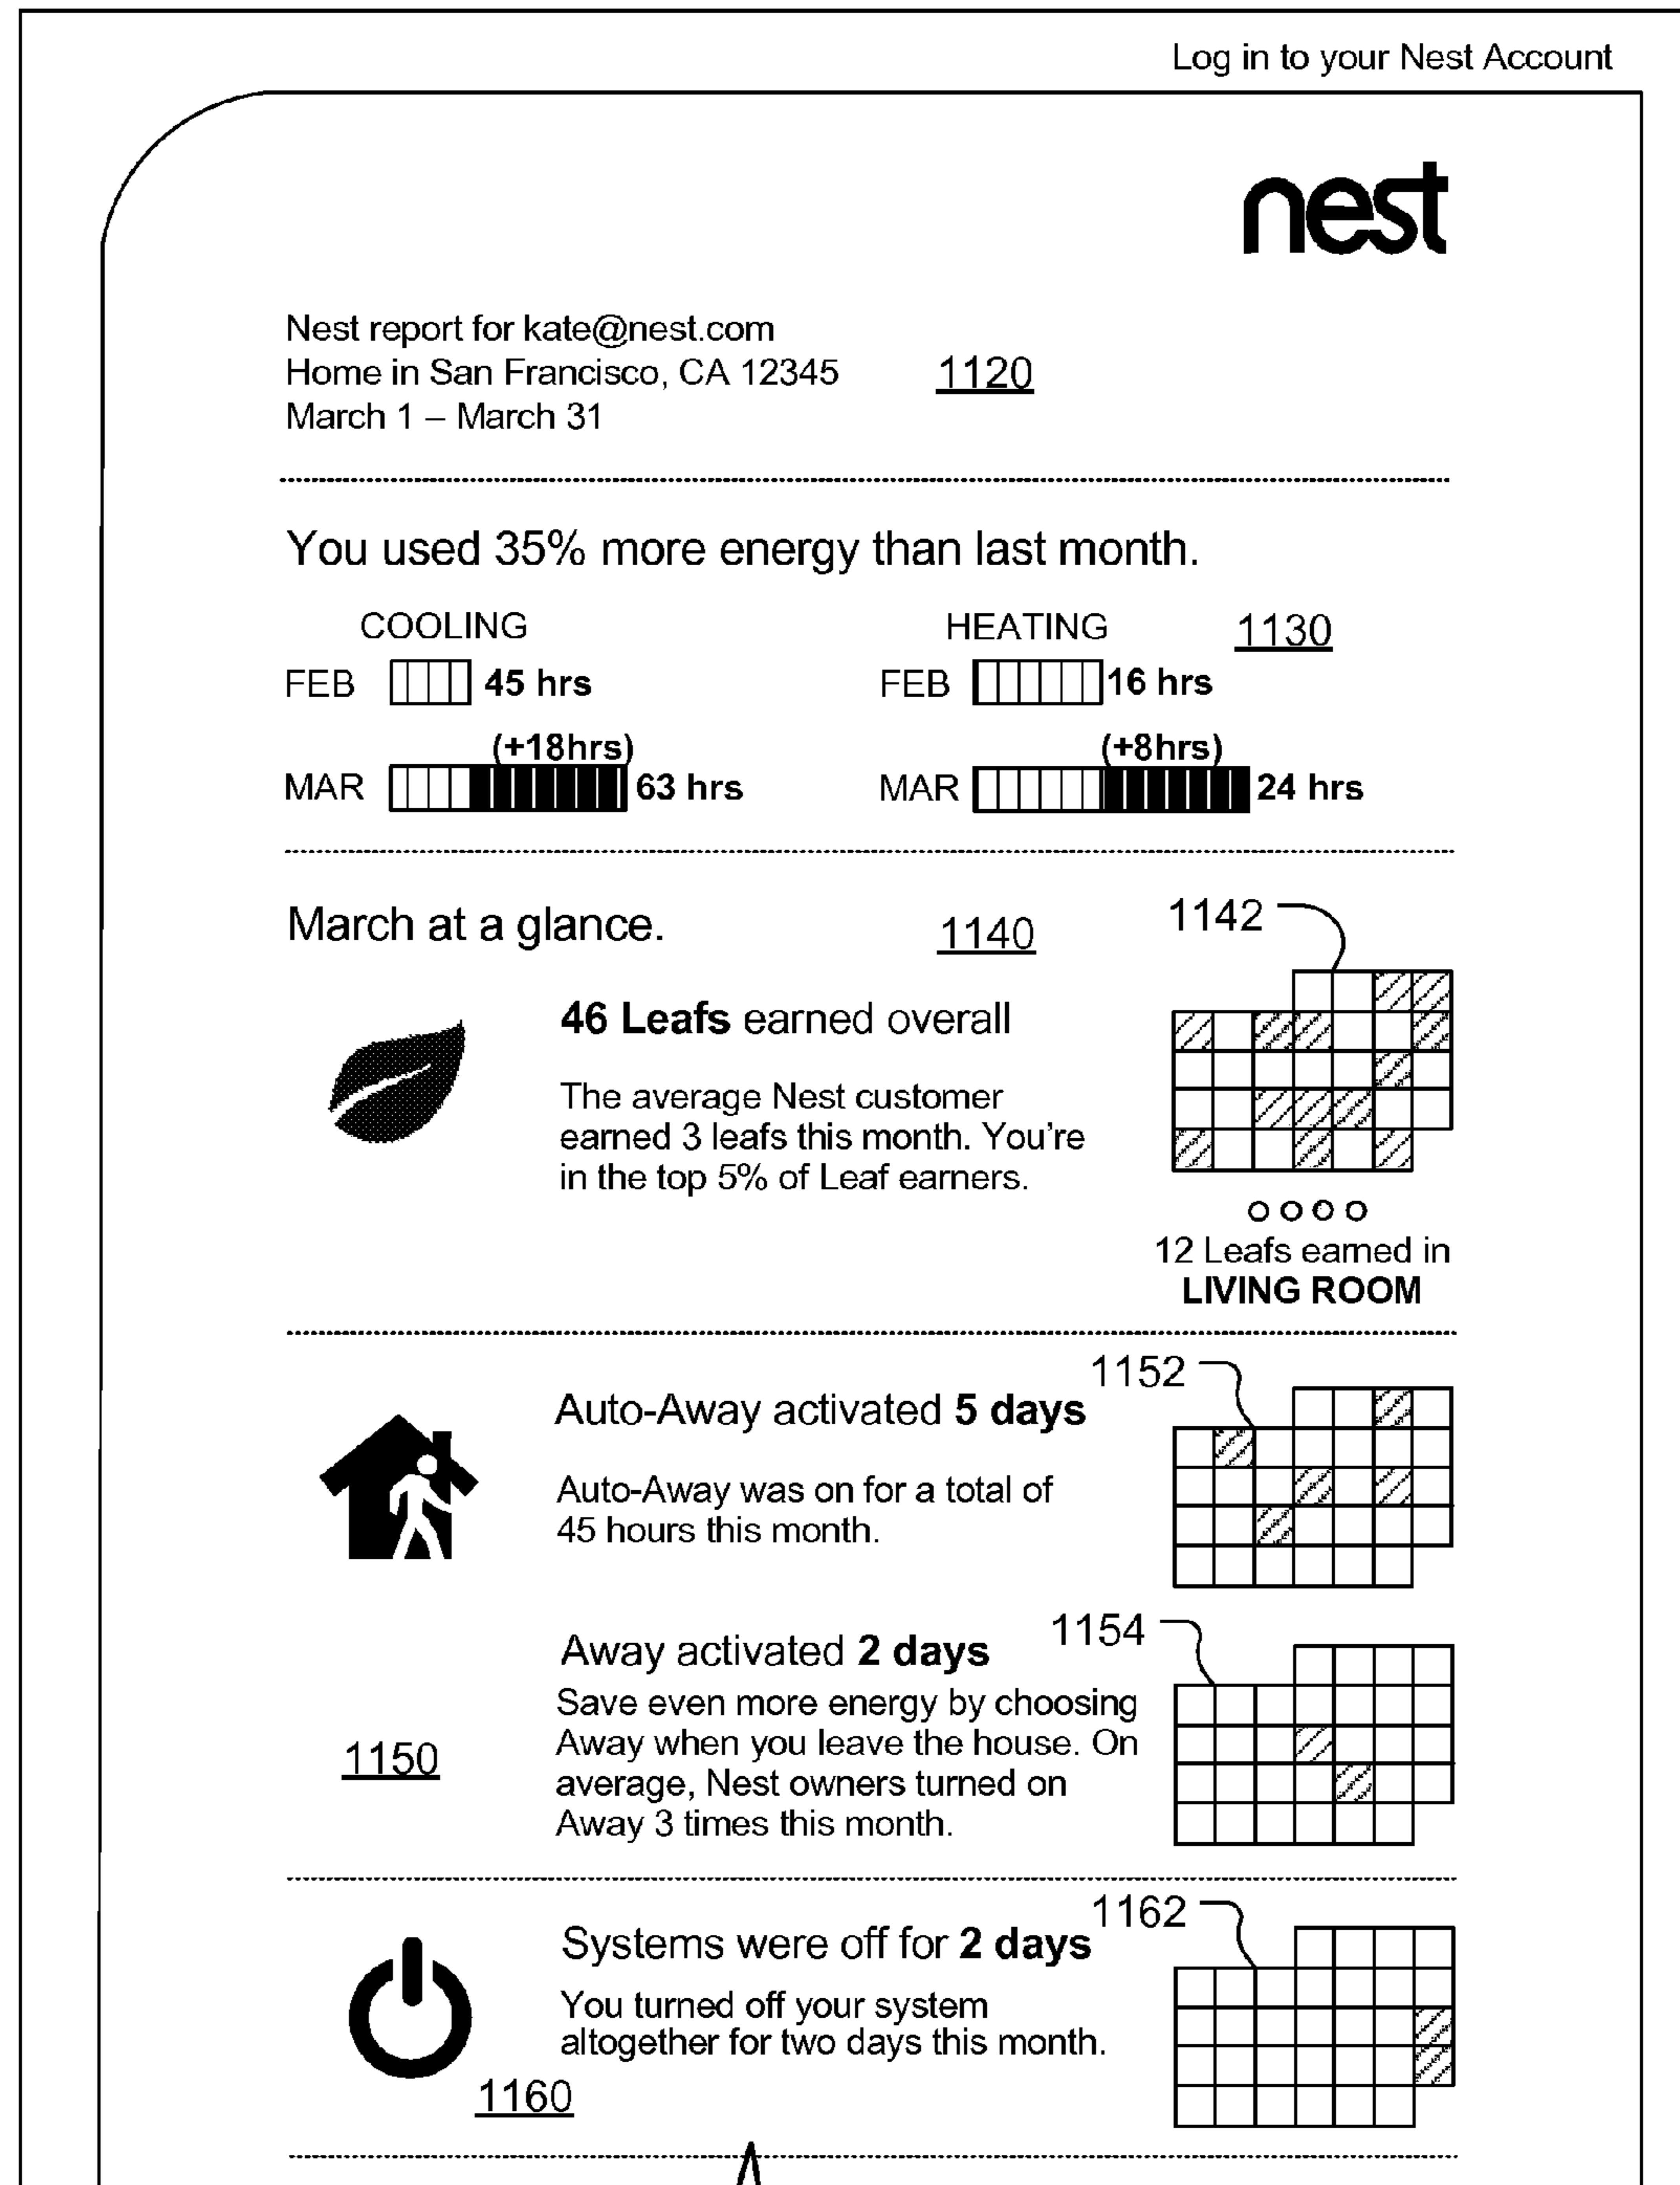 Log in to your Nest Account
nest
Nest report for kate@nest.com
Home in San Francisco, CA 12345
1120
March 1 – March 31
You used 35% more energy than last month.
COOLING
HEATING
1130
FEB
45 hrs
FEB
16 hrs
(+18hrs)
(+8hrs)
MAR
63 hrs
MAR
24 hrs
March at a glance.
1140
1142
46 Leafs earned overall
The average Nest customer
earned 3 leafs this month. You're
in the top 5% of Leaf earners.
12 Leafs earned in
LIVING ROOM
1152
Auto-Away activated 5 days
Auto-Away was on for a total of
45 hours this month.
1154
Away activated 2 days
Save even more energy by choosing
Away when you leave the house. On
average, Nest owners turned on
Away 3 times this month.
1150
1162
Systems were off for 2 days
You turned off your system
altogether for two days this month.
1160